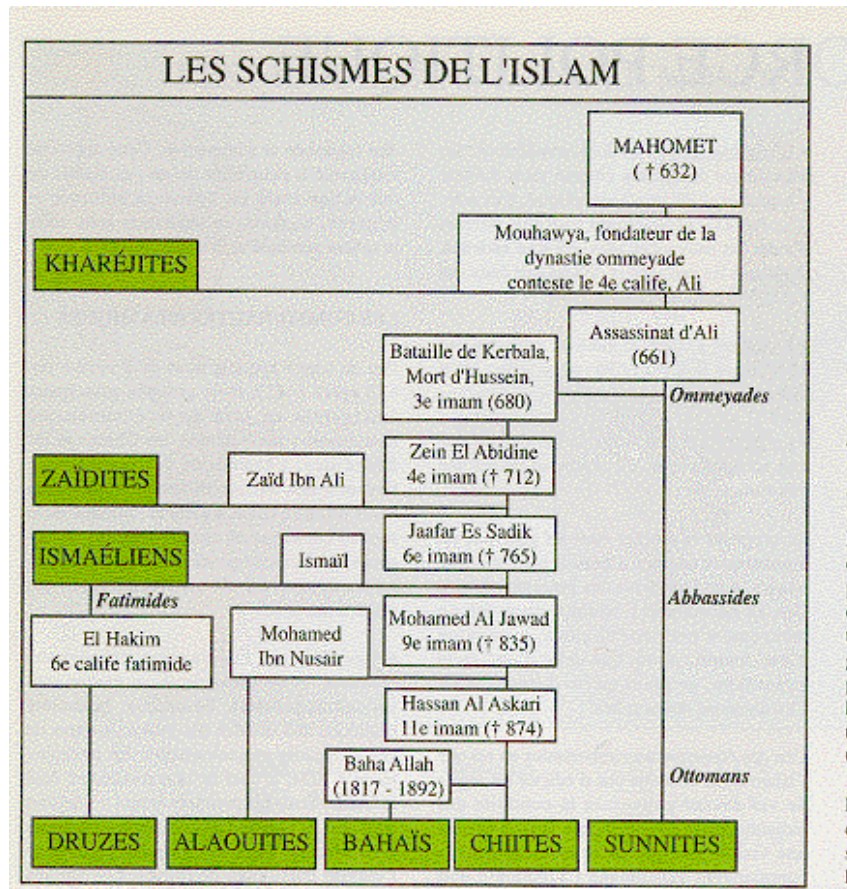 LES SCHISMES DE L'ISLAM
MAHOMET
( † 632)
Mouhawya, fondateur de la
dynastie ommeyade
conteste le 4e calife, Ali
KHARÉJITES
Assassinat d'Ali
(661)
Bataille de Kerbala,
Mort d'Hussein,
3e imam (680)
Ommeyades
Zein El Abidine
4e imam († 712)
Zaïd Ibn Ali
ZAÏDITES
Jaafar Es Sadik
6e imam († 765)
Ismaïl
ISMAÉLIENS
Fatimides
Abbassides
El Hakim
6e calife fatimide
Mohamed
Ibn Nusair
Mohamed Al Jawad
9e imam († 835)
Hassan Al Askari
11e imam († 874)
Baha Allah
(1817 - 1892)
Ottomans
DRUZES
ALAOUITES
BAHAÏS
CHIITES
SUNNITES